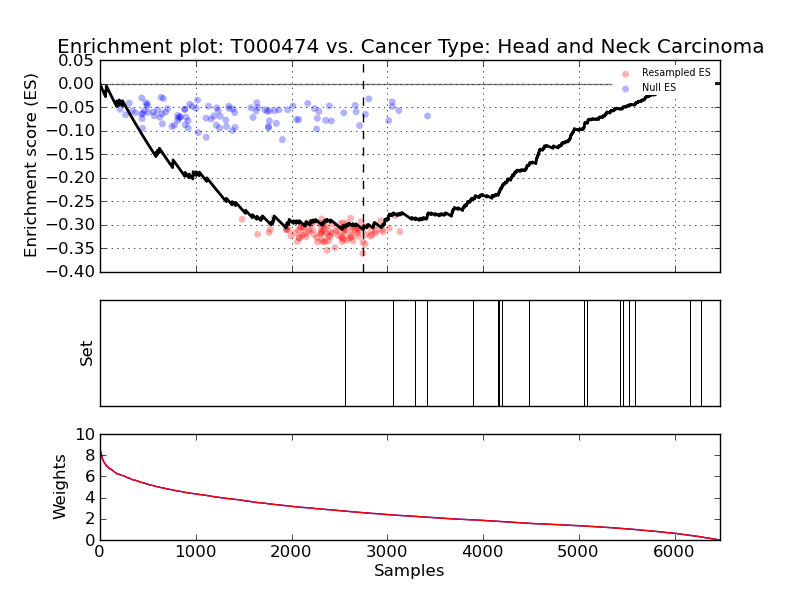 Enrichment plot: T000474 vs. Cancer Type: Head and Neck Carcinoma
Enrichment score (ES)
0.05
0.00
−0.05
−0.10
−0.15
−0.20
−0.25
−0.30
−0.35
−0.40
Resampled ES
Null ES
Set
Weights
10
8
6
4
2
0
0 1000 2000 3000 4000 5000 6000
Samples